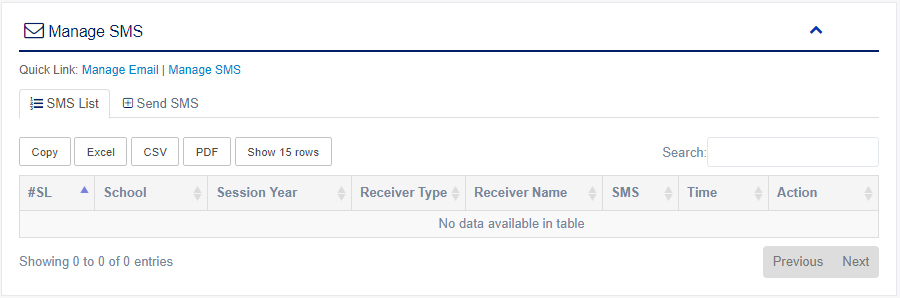 Manage SMS
Quick Link: Manage Email | Manage SMS
SMS List Send SMS
Copy Excel CSV PDF Show 15 rows Search:
#SL School Session Year Receiver Type Receiver Name SMS Time Action
No data available in table
Showing 0 to 0 of 0 entries Previous Next